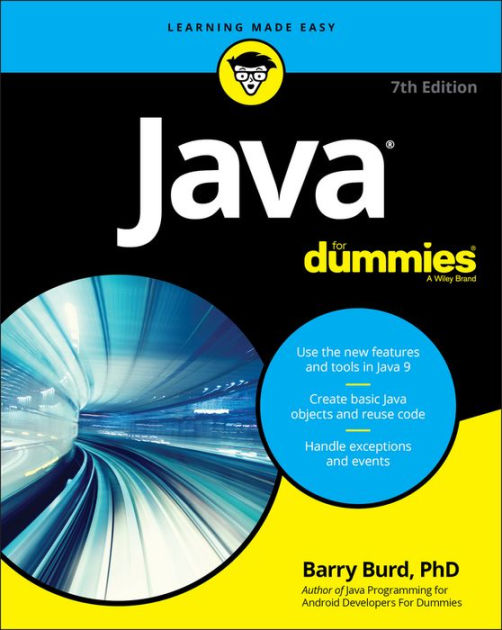 LEARNING MADE EASY
7th Edition
Java®
for
dummies®
A Wiley Brand
Use the new features
and tools in Java 9
Create basic Java
objects and reuse code
Handle exceptions
and events
Barry Burd, PhD
Author of Java Programming for
Android Developers For Dummies